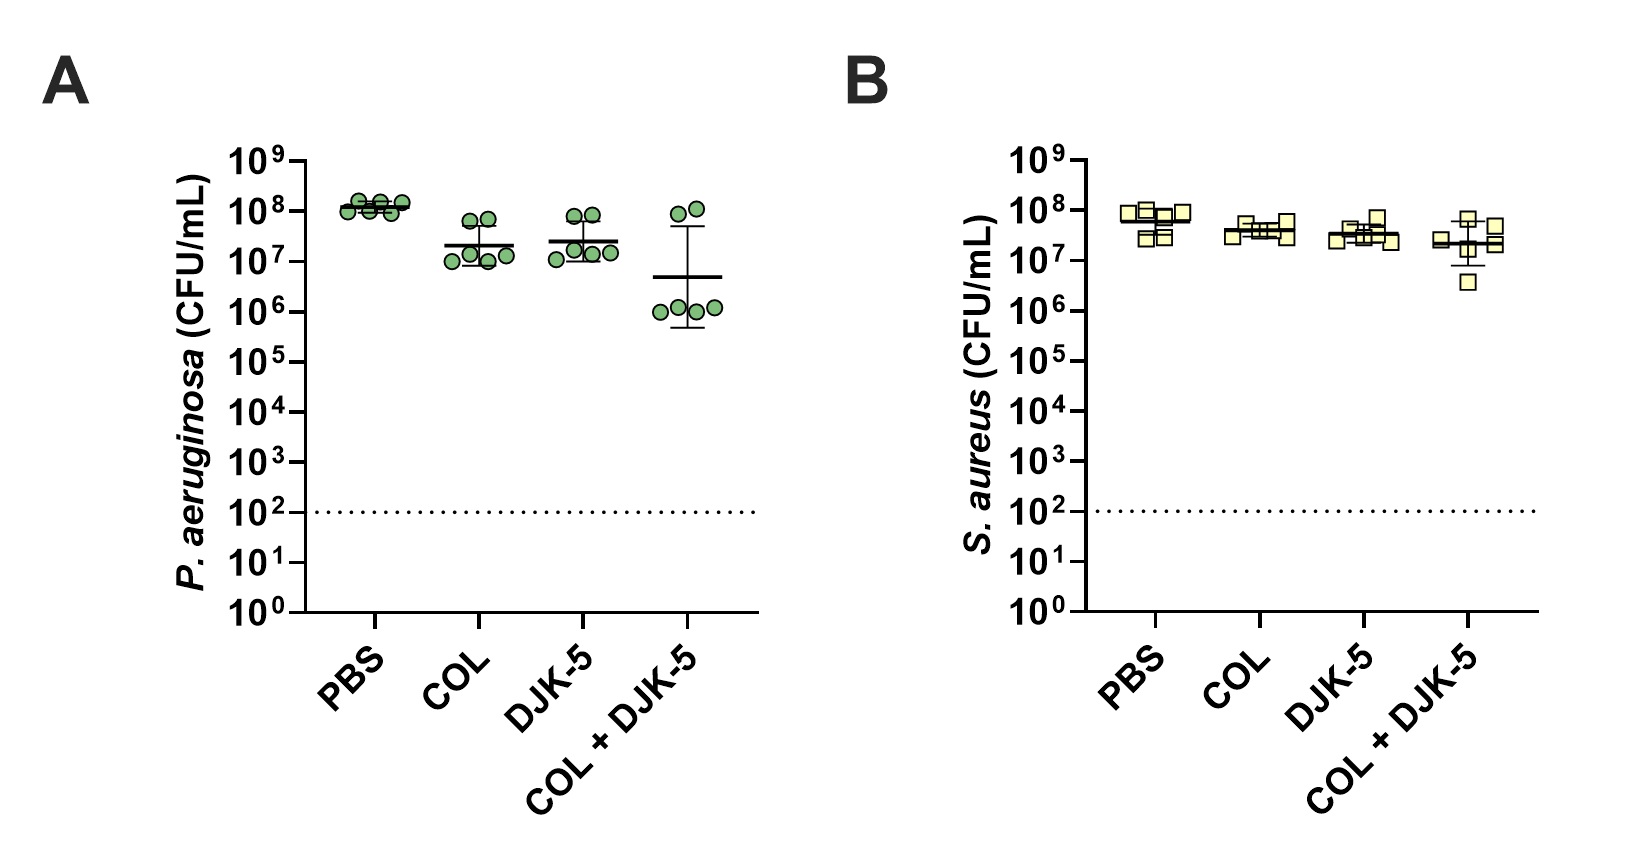 A
P. aeruginosa (CFU/mL)
10⁹
10⁸
10⁷
10⁶
10⁵
10⁴
10³
10²
10¹
10⁰
PBS
COL
DJK-5
COL + DJK-5
B
S. aureus (CFU/mL)
10⁹
10⁸
10⁷
10⁶
10⁵
10⁴
10³
10²
10¹
10⁰
PBS
COL
DJK-5
COL + DJK-5